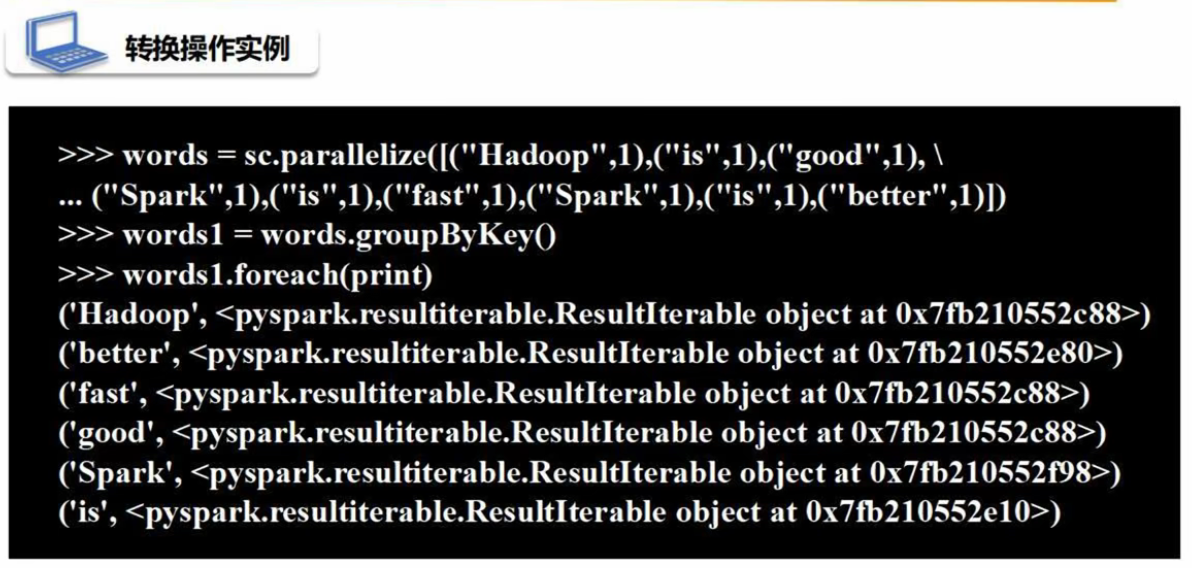 转换操作实例
>>> words = sc.parallelize([("Hadoop",1),("is",1),("good",1), \
... ("Spark",1),("is",1),("fast",1),("Spark",1),("is",1),("better",1)])
>>> words1 = words.groupByKey()
>>> words1.foreach(print)
('Hadoop', <pyspark.resultiterable.ResultIterable object at 0x7fb210552c88>)
('better', <pyspark.resultiterable.ResultIterable object at 0x7fb210552e80>)
('fast', <pyspark.resultiterable.ResultIterable object at 0x7fb210552c88>)
('good', <pyspark.resultiterable.ResultIterable object at 0x7fb210552c88>)
('Spark', <pyspark.resultiterable.ResultIterable object at 0x7fb210552f98>)
('is', <pyspark.resultiterable.ResultIterable object at 0x7fb210552e10>)